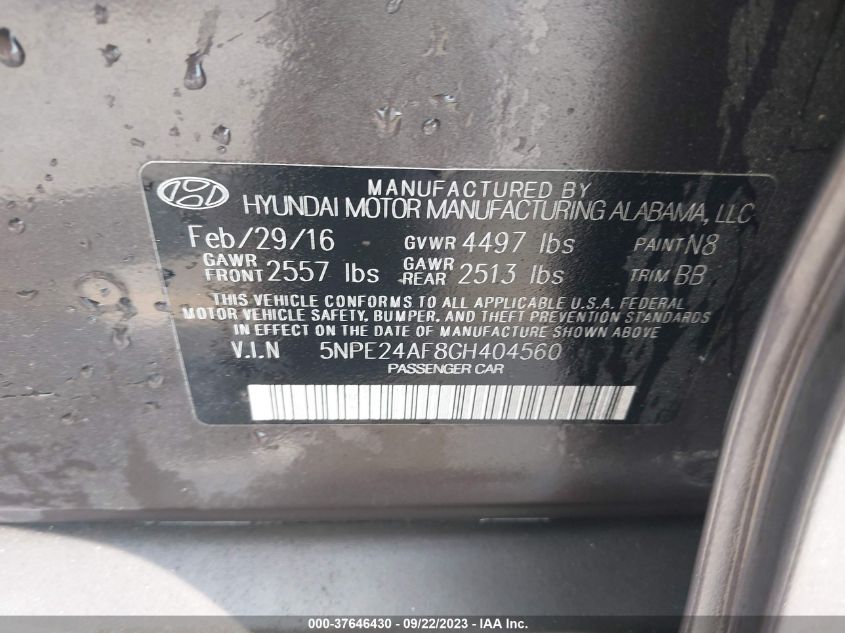 MANUFACTURED BY
HYUNDAI MOTOR MANUFACTURING ALABAMA, LLC
Feb/29/16 GVWR 4497 lbs PAINT N8
GAWR FRONT 2557 lbs GAWR REAR 2513 lbs TRIM BB
THIS VEHICLE CONFORMS TO ALL APPLICABLE U.S.A. FEDERAL
MOTOR VEHICLE SAFETY, BUMPER, AND THEFT PREVENTION STANDARDS
IN EFFECT ON THE DATE OF MANUFACTURE SHOWN ABOVE
V.I.N 5NPE24AF8GH404560
PASSENGER CAR
000-37646430 - 09/22/2023 - IAA Inc.